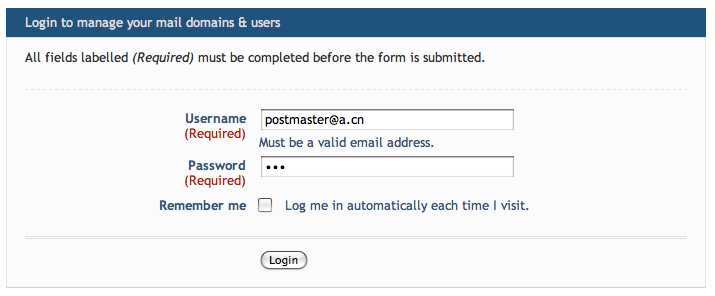 Login to manage your mail domains & users
All fields labelled (Required) must be completed before the form is submitted.
Username postmaster@a.cn
(Required) Must be a valid email address.
Password •••
(Required)
Remember me Log me in automatically each time I visit.
Login